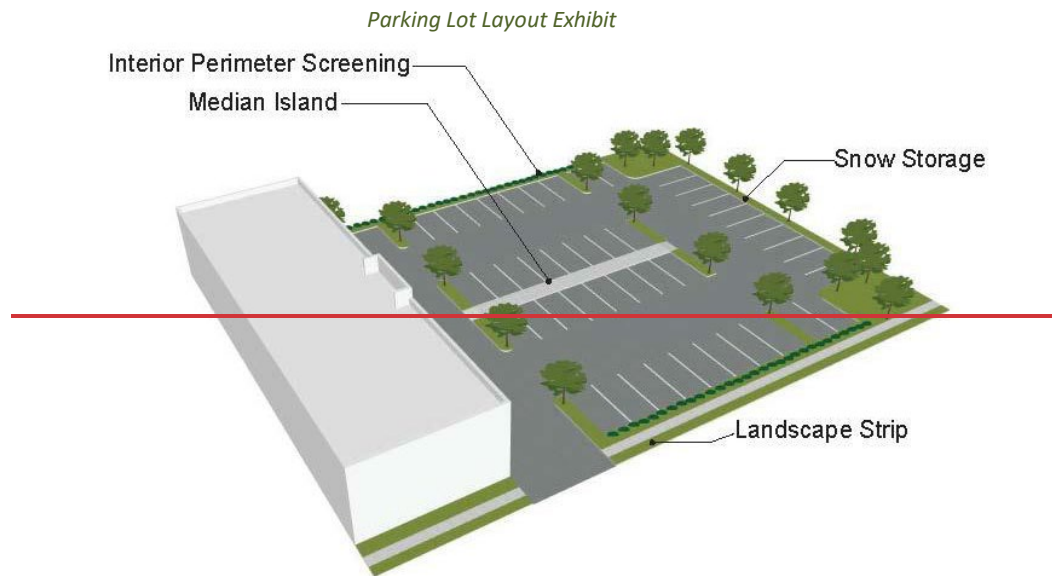 Parking Lot Layout Exhibit
Interior Perimeter Screening
Median Island
Snow Storage
Landscape Strip